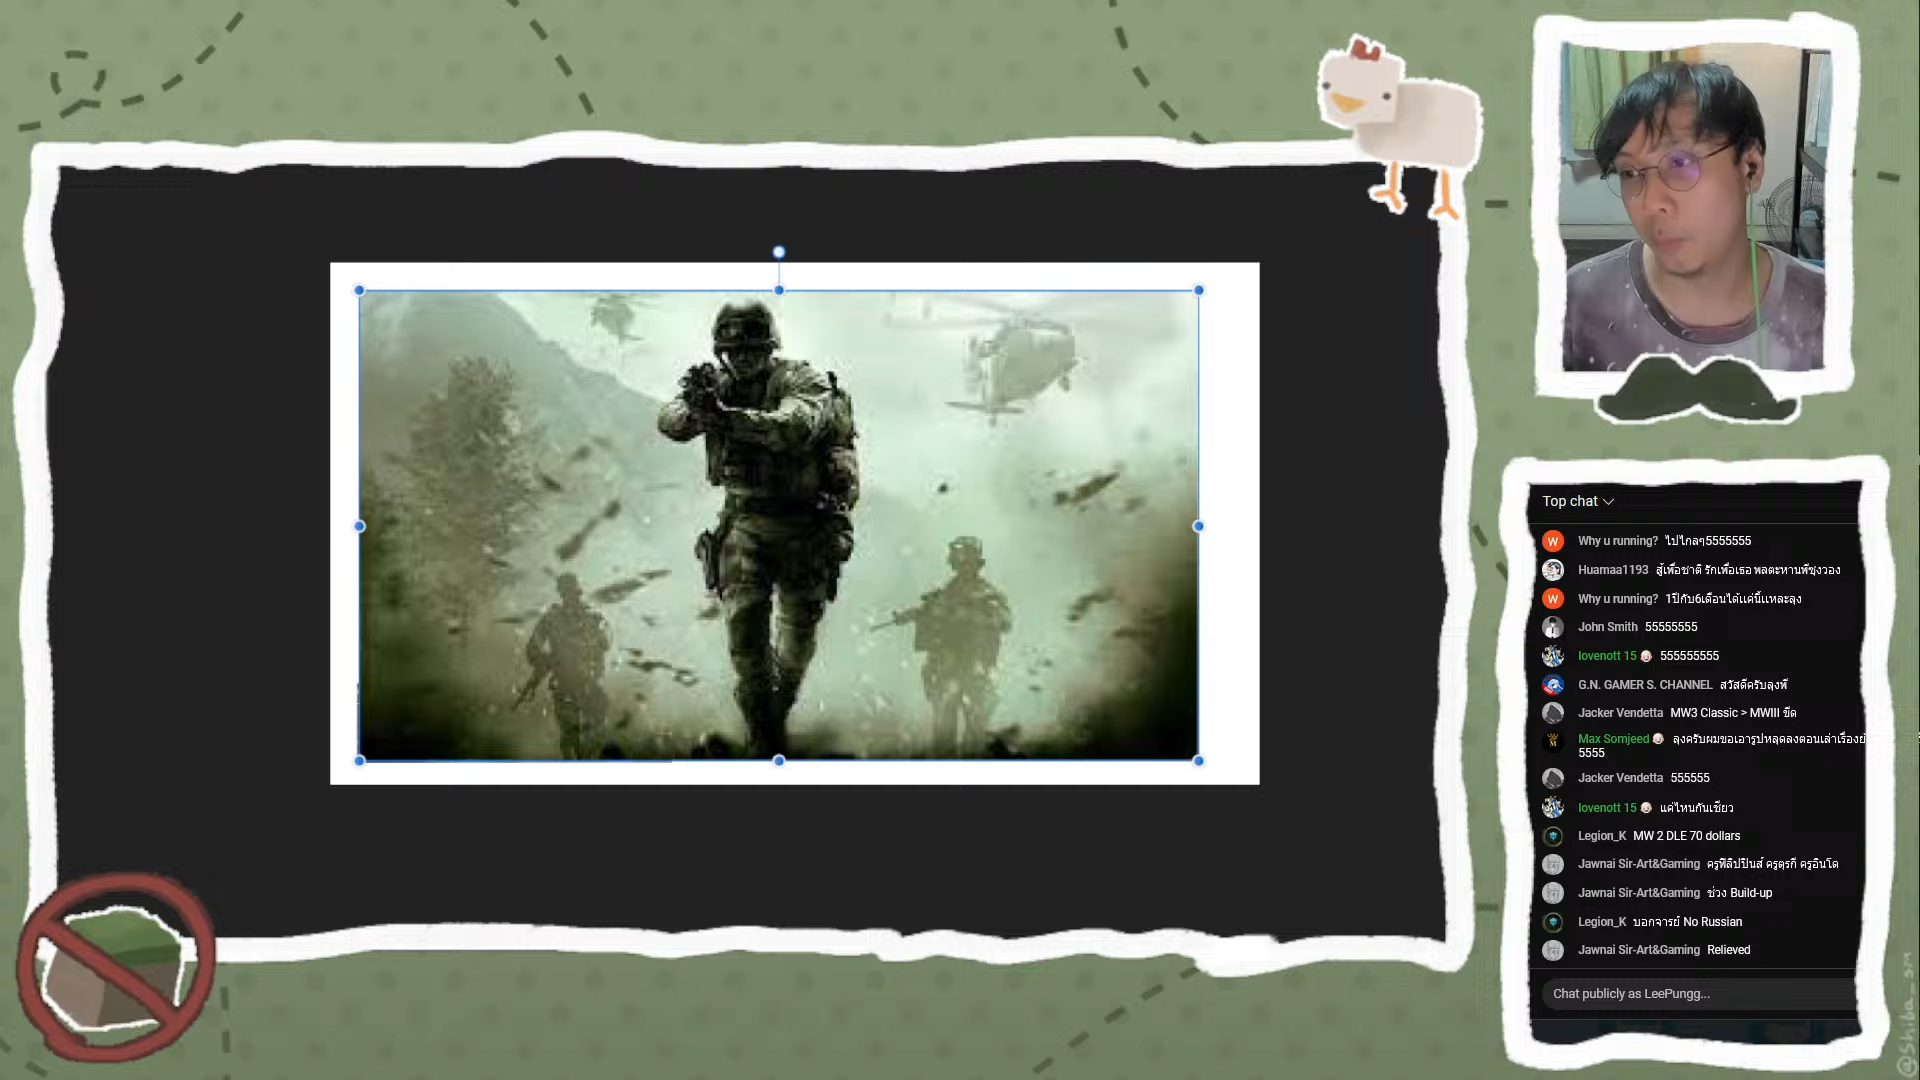 Top chat
W Why u running? ไปไกลๆ5555555
Huamaa1193 สู้เพื่อชาติ รักเพื่อเธอ พลตะหานพี่ชุงวอง
W Why u running? 1ปีกับ6เดือนได้แค่นี้แหละลุง
John Smith 55555555
lovenott 15 555555555
G.N. GAMER S. CHANNEL สวัสดีครับลุงพี
Jacker Vendetta MW3 Classic > MWIII ขีด
Max Somjeed ลุงครับผมขอเอารูปหลุดลงตอนเล่าเรื่อง
5555
Jacker Vendetta 555555
lovenott 15 แค่ไหนกันเชียว
Legion_K MW 2 DLE 70 dollars
Jawnai Sir-Art&Gaming ครูฟิลิปปินส์ ครูตุรกี ครูอินโด
Jawnai Sir-Art&Gaming ช่วง Build-up
Legion_K บอกจารย์ No Russian
Jawnai Sir-Art&Gaming Relieved
Chat publicly as LeePungg...
@Shiba_sm